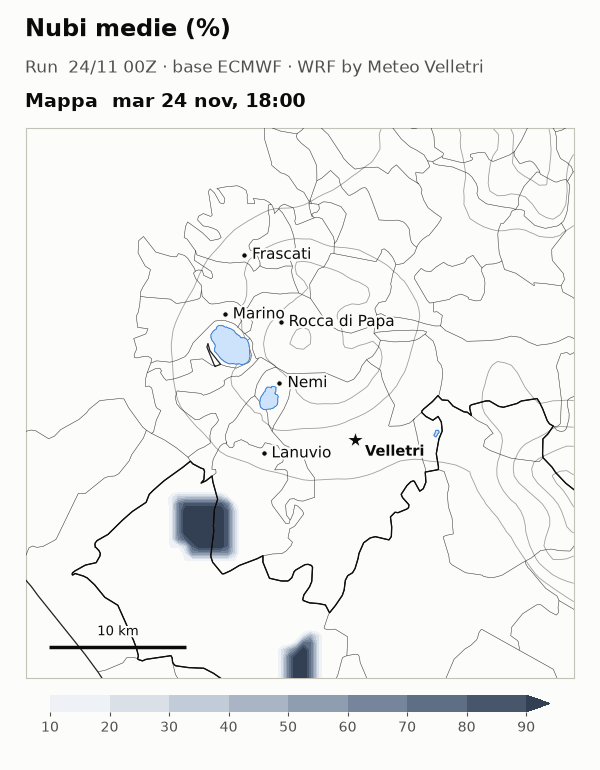 Nubi medie (%)
Run  24/11 00Z · base ECMWF · WRF by Meteo Velletri
Mappa  mar 24 nov, 18:00
Frascati
Marino
Rocca di Papa
Nemi
Velletri
Lanuvio
10 km
10 20 30 40 50 60 70 80 90